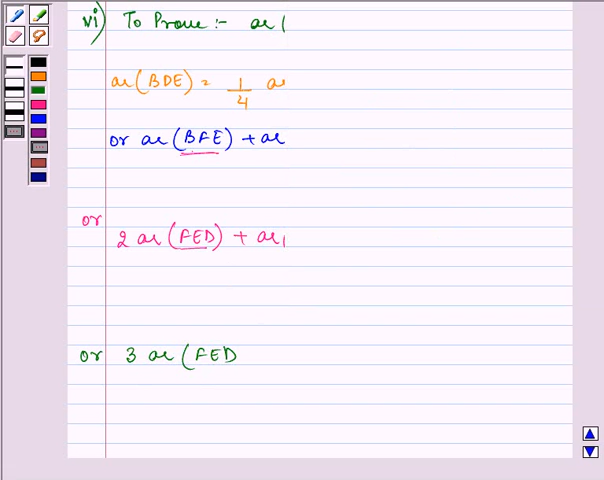 vi) To Prove :- ar (
ar (BDE) = 1/4 ar
or ar (BFE) + ar
or
2 ar (FED) + ar
or 3 ar (FED